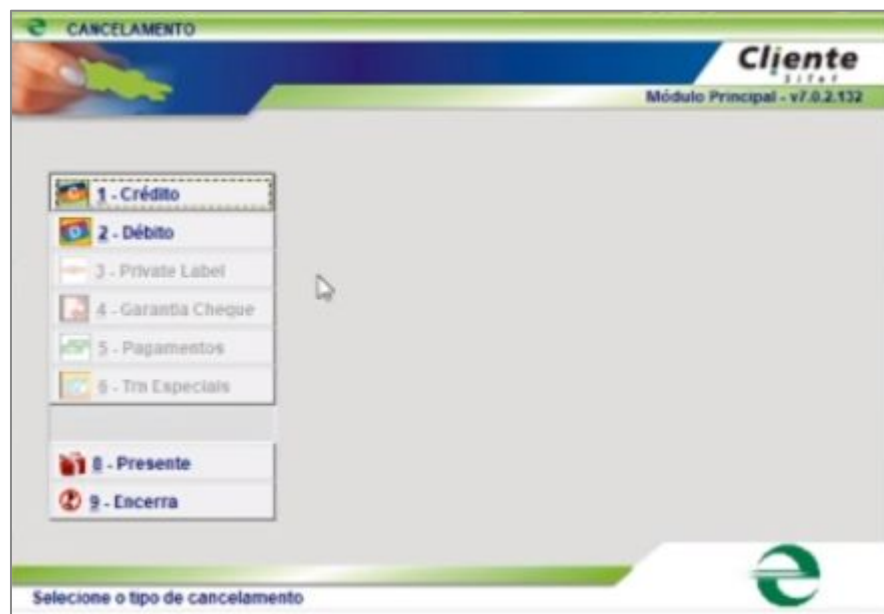 CANCELAMENTO
Cliente
SiTef
Módulo Principal - v7.0.2.132
1 - Crédito
2 - Débito
3 - Private Label
4 - Garantia Cheque
5 - Pagamentos
6 - Trn Especiais
8 - Presente
9 - Encerra
Selecione o tipo de cancelamento